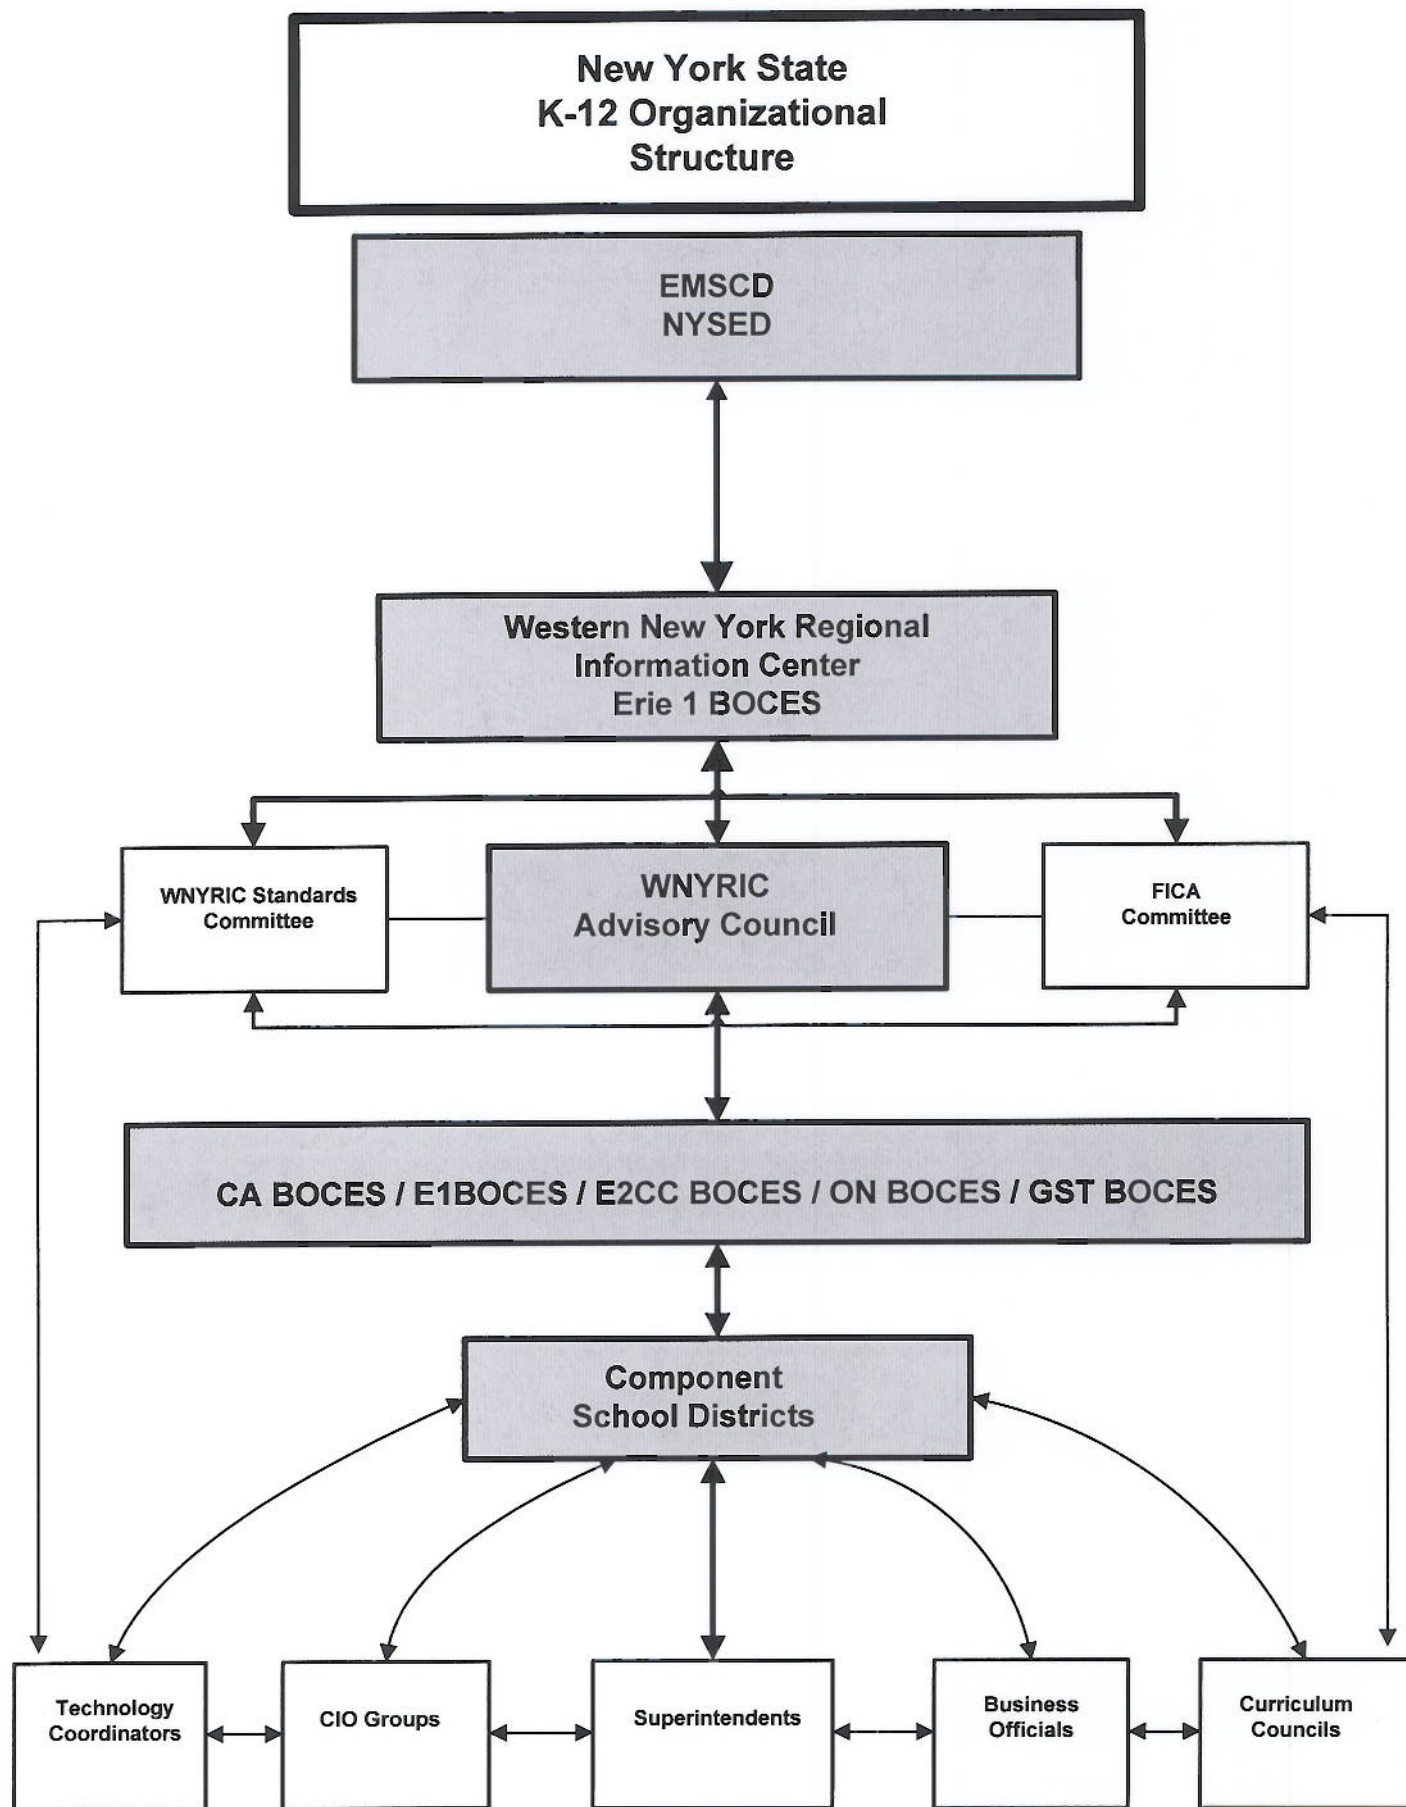 New York State
K-12 Organizational
Structure
EMSCD
NYSED
Western New York Regional
Information Center
Erie 1 BOCES
WNYRIC Standards
Committee
WNYRIC
Advisory Council
FICA
Committee
CA BOCES / E1BOCES / E2CC BOCES / ON BOCES / GST BOCES
Component
School Districts
Technology
Coordinators
CIO Groups
Superintendents
Business
Officials
Curriculum
Councils